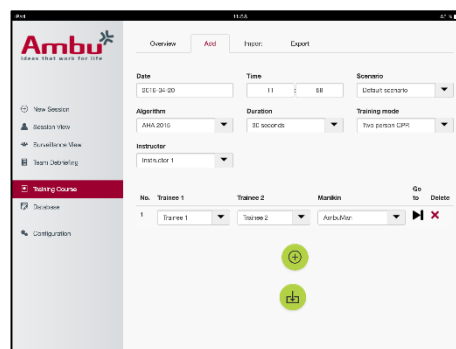 iPad 11:58
Ambu
Ideas that work for life
Overview Add Import Export
Date Time Scenario
2016-04-20 11 : 58 Default scenario
New Session
Session View
Surveillance View
Team Debriefing
Training Course
Database
Configuration
Algorithm Duration Training mode
AHA 2015 30 seconds Two person CPR
Instructor
Instructor 1
No. Trainee 1 Trainee 2 Manikin Go to Delete
1 Trainee 1 Trainee 2 AmbuMan